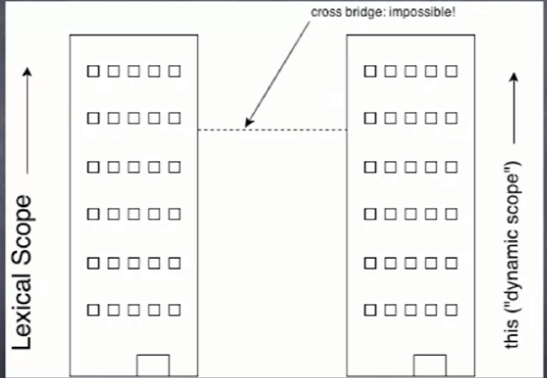 cross bridge: impossible!
Lexical Scope
this ("dynamic scope")